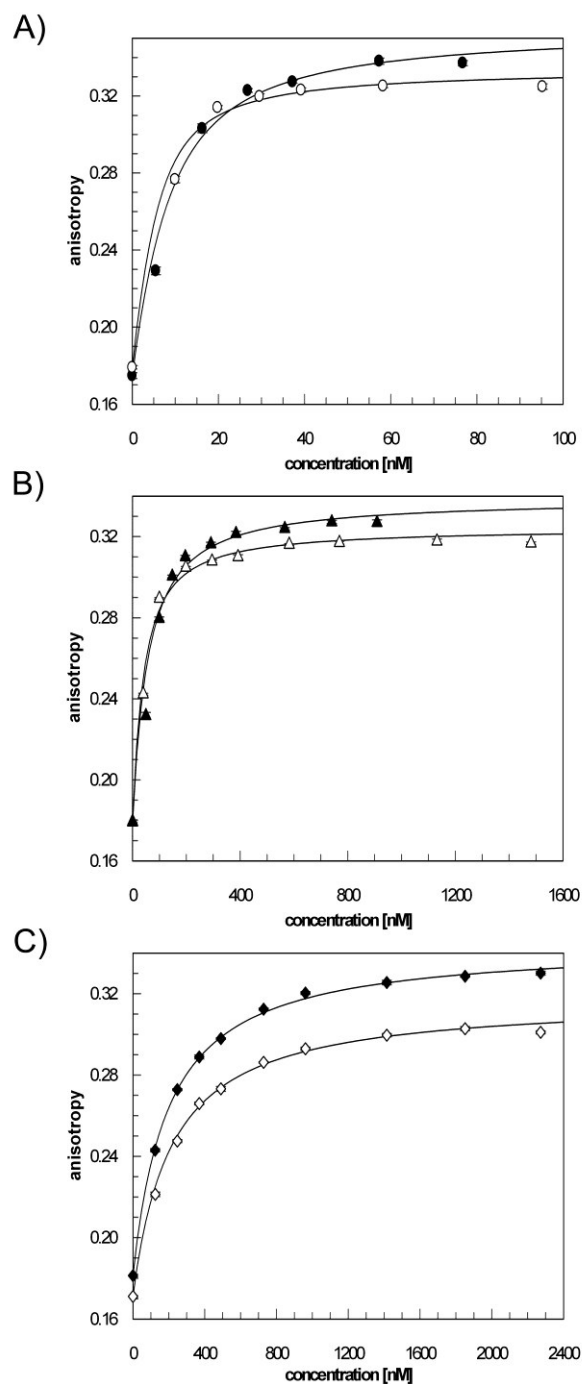 A)
0.32
0.28
0.24
0.20
0.16
anisotropy
0 20 40 60 80 100
concentration [nM]
B)
0.32
0.28
0.24
0.20
0.16
anisotropy
0 400 800 1200 1600
concentration [nM]
C)
0.32
0.28
0.24
0.20
0.16
anisotropy
0 400 800 1200 1600 2000 2400
concentration [nM]